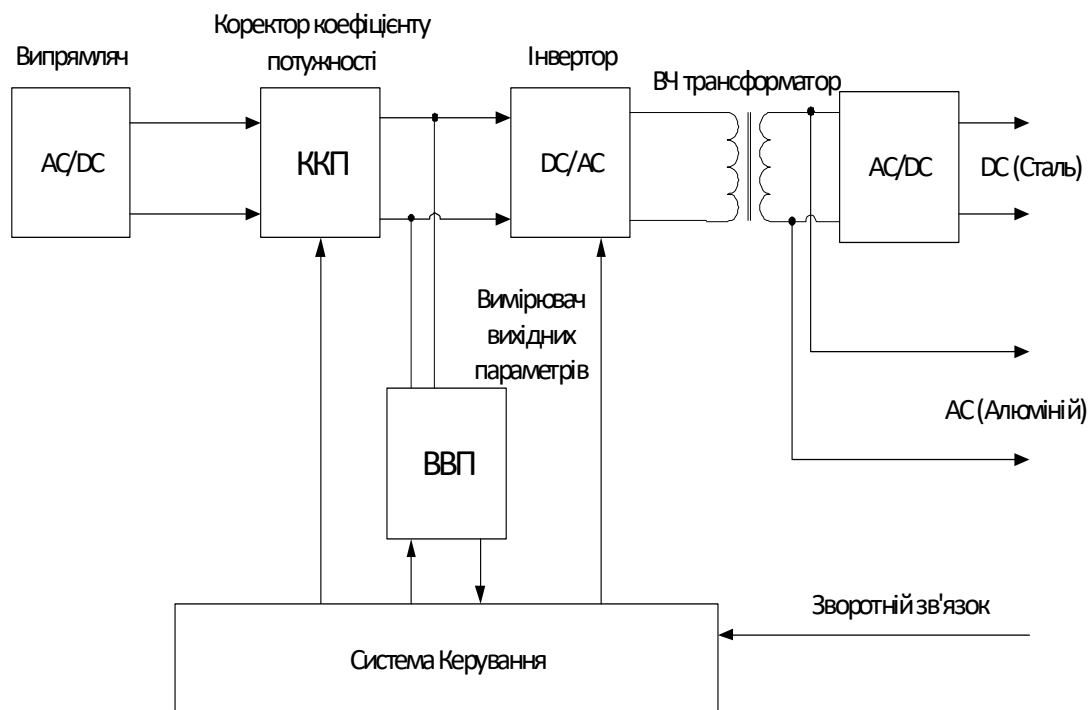 Коректор коефіцієнту
потужності
Випрямляч
Інвертор
ВЧ трансформатор
AC/DC
ККП
DC/AC
AC/DC
DC (Сталь)
Вимірювач
вихідних
параметрів
AC (Алюміній)
ВВП
Зворотній зв'язок
Система Керування